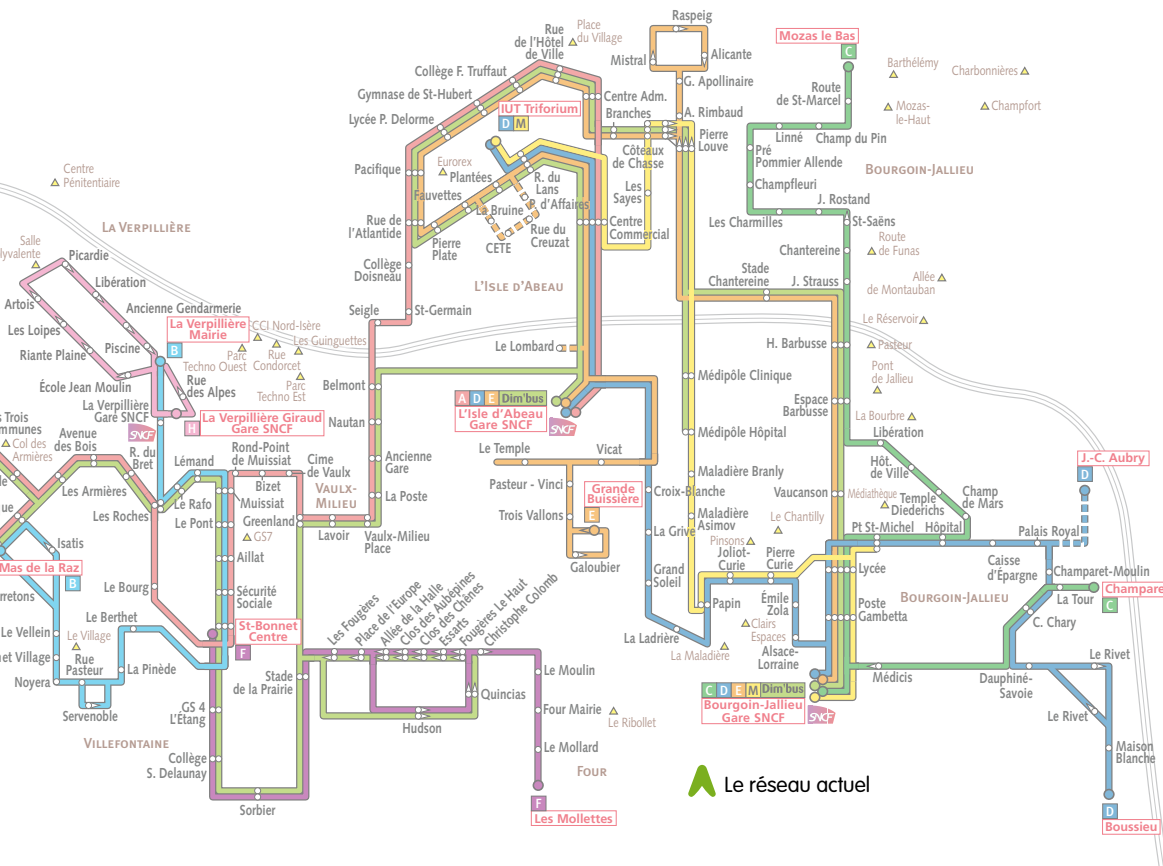 Raspeig
Rue
de l'Hôtel
de Ville
Place
du Village
Mistral
Alicante
Mozas le Bas
C
Barthélémy
Charbonnières
Collège F. Truffaut
G. Apollinaire
Route
de St-Marcel
Mozas-
le-Haut
Champfort
Gymnase de St-Hubert
Centre Adm.
IUT Triforium
D M
Branches
A. Rimbaud
Lycée P. Delorme
Pierre
Louve
Linné
Champ du Pin
Côteaux
de Chasse
Pré
Pommier Allende
Centre
Pénitentiaire
Pacifique
Eurorex
Plantées
R. du
Lans
P. d'Affaires
Bourgoin-Jallieu
Fauvettes
La Bruine
Les
Sayes
Champfleuri
J. Rostand
La Verpillière
Rue de
l'Atlantide
Les Charmilles
St-Saëns
Centre
Commercial
Rue du
Creuzat
CETE
Pierre
Plate
Salle
lyvalente
Picardie
Chantereine
Route
de Funas
Collège
Doisneau
Libération
L'Isle d'Abeau
Stade
Chantereine
J. Strauss
Allée
de Montauban
Artois
Ancienne Gendarmerie
Seigle
St-Germain
Les Loipes
La Verpillière
Mairie
B
CCI Nord-Isère
Les Guinguettes
Le Réservoir
Riante Plaine
Piscine
Parc
Techno Ouest
Rue
Condorcet
Le Lombard
H. Barbusse
Pasteur
Pont
de Jallieu
École Jean Moulin
Rue
des Alpes
Parc
Techno Est
Belmont
Médipôle Clinique
La Verpillière
Gare SNCF
SNCF
H
La Verpillière Giraud
Gare SNCF
A D E Dim'bus
L'Isle d'Abeau
Gare SNCF
SNCF
Espace
Barbusse
La Bourbe
s Trois
mmunes
Col des
Armières
Avenue
des Bois
R. du
Bret
Nautan
Médipôle Hôpital
Libération
Rond-Point
de Muissiat
Cime
de Vaulx
Le Temple
Vicat
J.-C. Aubry
D
Lémand
Ancienne
Gare
Hôt.
de Ville
Bizet
Maladière Branly
Les Armières
Le Rafo
Muissiat
Vaulx-
Milieu
La Poste
Pasteur - Vinci
Grande
Buissière
E
Croix-Blanche
Vaucanson
Médiathèque
Temple
Diederichs
Champ
de Mars
Les Roches
Le Pont
Greenland
Trois Vallons
Maladière
Asimov
Le Chantilly
ue
GS7
Lavoir
Vaulx-Milieu
Place
La Grive
Pinsons
Pt St-Michel
Hôpital
Palais Royal
Isatis
Aillat
Galoubier
Joliot-
Curie
Pierre
Curie
Mas de la Raz
B
Grand
Soleil
Lycée
Caisse
d'Épargne
Champaret-Moulin
rretons
Le Bourg
Sécurité
Sociale
Les Fougères
Place de l'Europe
Allée de la Halle
Clos des Aubépines
Clos des Chênes
Essarts
Fougères Le Haut
Christophe Colomb
Papin
Émile
Zola
Bourgoin-Jallieu
La Tour
Champare
C
Le Berthet
St-Bonnet
Centre
F
Poste
Gambetta
C. Chary
Le Vellein
Le Village
La Ladrière
Clairs
Espaces
net Village
Rue
Pasteur
La Pinède
La Maladière
Alsace-
Lorraine
Le Rivet
Noyera
Stade
de la Prairie
Le Moulin
Médicis
Dauphiné-
Savoie
Quincias
C D E M Dim'bus
Bourgoin-Jallieu
Gare SNCF
SNCF
Servenoble
GS 4
L'Étang
Four Mairie
Le Ribollet
Le Rivet
Hudson
Villefontaine
Collège
S. Delaunay
Le Mollard
Maison
Blanche
Four
Le réseau actuel
Sorbier
F
Les Mollettes
D
Boussieu